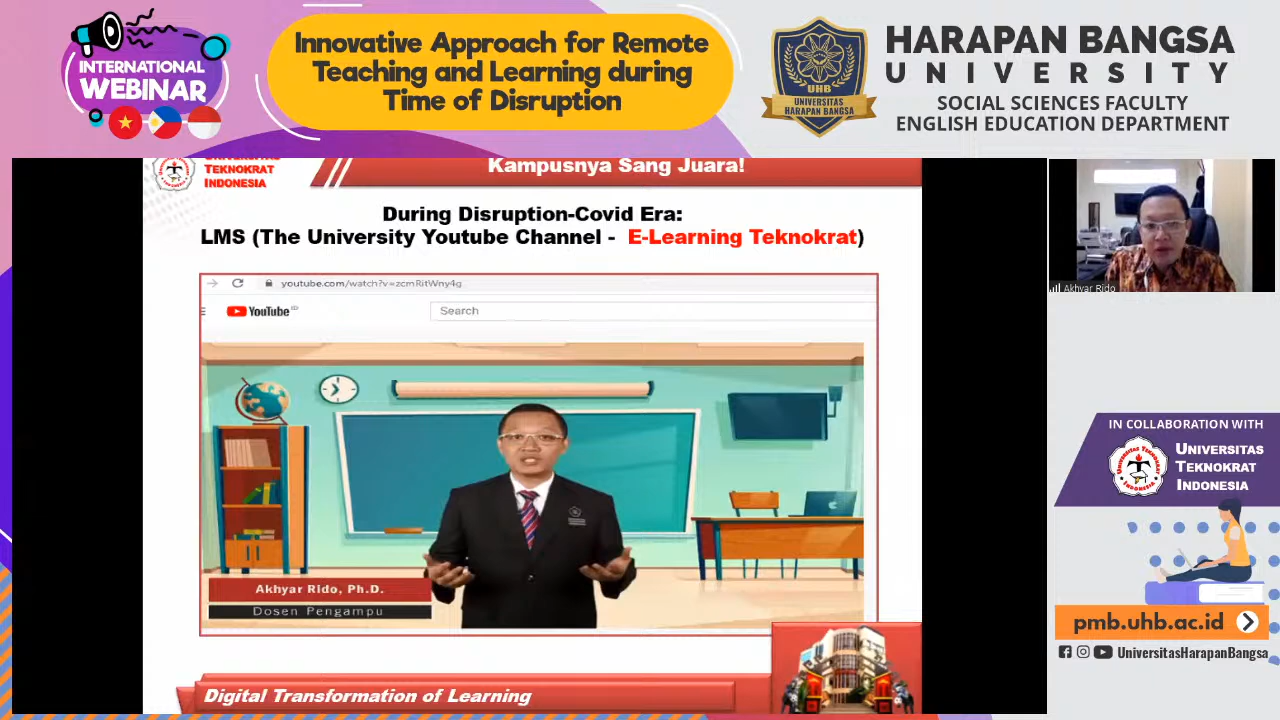 INTERNATIONAL
WEBINAR
Innovative Approach for Remote
Teaching and Learning during
Time of Disruption
UHB
UNIVERSITAS
HARAPAN BANGSA
HARAPAN BANGSA
UNIVERSITY
SOCIAL SCIENCES FACULTY
ENGLISH EDUCATION DEPARTMENT
UNIVERSITAS
TEKNOKRAT
INDONESIA
Kampusnya Sang Juara!
During Disruption-Covid Era:
LMS (The University Youtube Channel - E-Learning Teknokrat)
youtube.com/watch?v=zcmRitWny4g
YouTube ID
Search
Akhyar Rido, Ph.D.
Dosen Pengampu
Digital Transformation of Learning
Akhyar Rido
IN COLLABORATION WITH
UNIVERSITAS
TEKNOKRAT
INDONESIA
pmb.uhb.ac.id
UniversitasHarapanBangsa